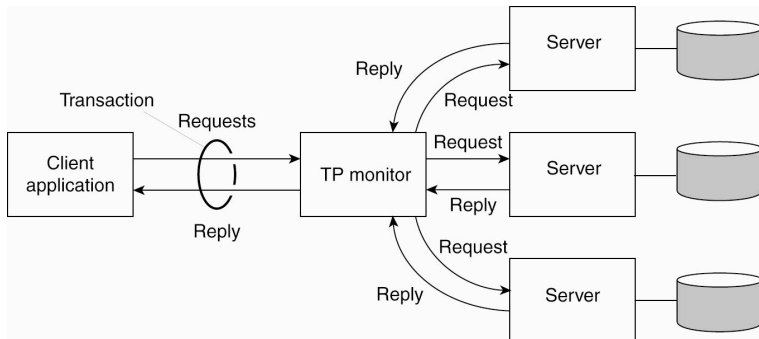 Server
Reply
Request
Transaction
Requests
Client
application
TP monitor
Request
Server
Reply
Reply
Request
Reply
Server